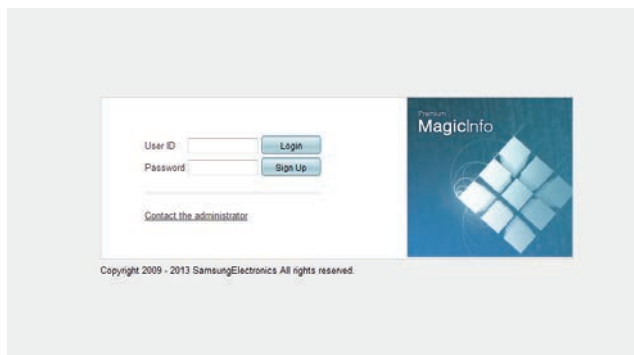 Premium
MagicInfo
User ID
Login
Password
Sign Up
Contact the administrator
Copyright 2009 - 2013 SamsungElectronics All rights reserved.